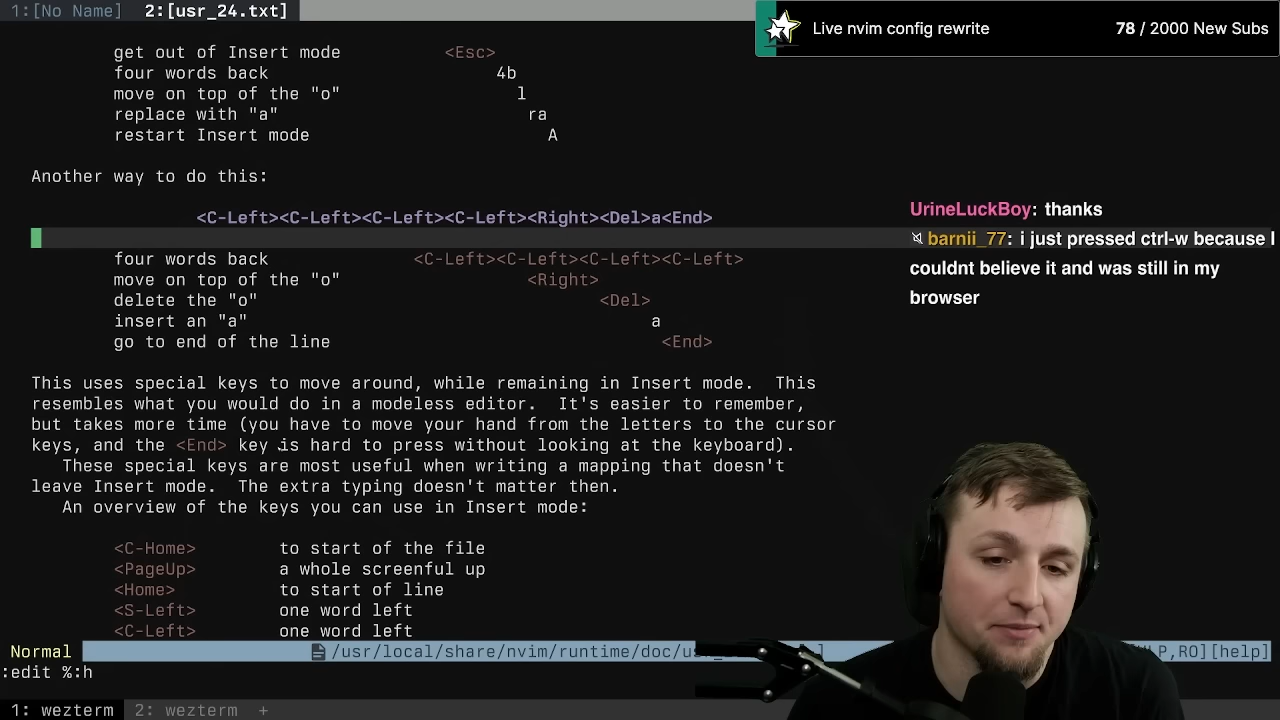 1:[No Name]  2:[usr_24.txt]
Live nvim config rewrite
78 / 2000 New Subs
get out of Insert mode <Esc>
four words back 4b
move on top of the "o" l
replace with "a" ra
restart Insert mode A
Another way to do this:
<C-Left><C-Left><C-Left><C-Left><Right><Del>a<End>
four words back <C-Left><C-Left><C-Left><C-Left>
move on top of the "o" <Right>
delete the "o" <Del>
insert an "a" a
go to end of the line <End>
This uses special keys to move around, while remaining in Insert mode.  This
resembles what you would do in a modeless editor.  It's easier to remember,
but takes more time (you have to move your hand from the letters to the cursor
keys, and the <End> key is hard to press without looking at the keyboard).
These special keys are most useful when writing a mapping that doesn't
leave Insert mode.  The extra typing doesn't matter then.
An overview of the keys you can use in Insert mode:
<C-Home> to start of the file
<PageUp> a whole screenful up
<Home> to start of line
<S-Left> one word left
<C-Left> one word left
UrineLuckBoy: thanks
barnii_77: i just pressed ctrl-w because I
couldnt believe it and was still in my
browser
Normal /usr/local/share/nvim/runtime/doc/us ,RO][help]
:edit %:h
1: wezterm 2: wezterm +